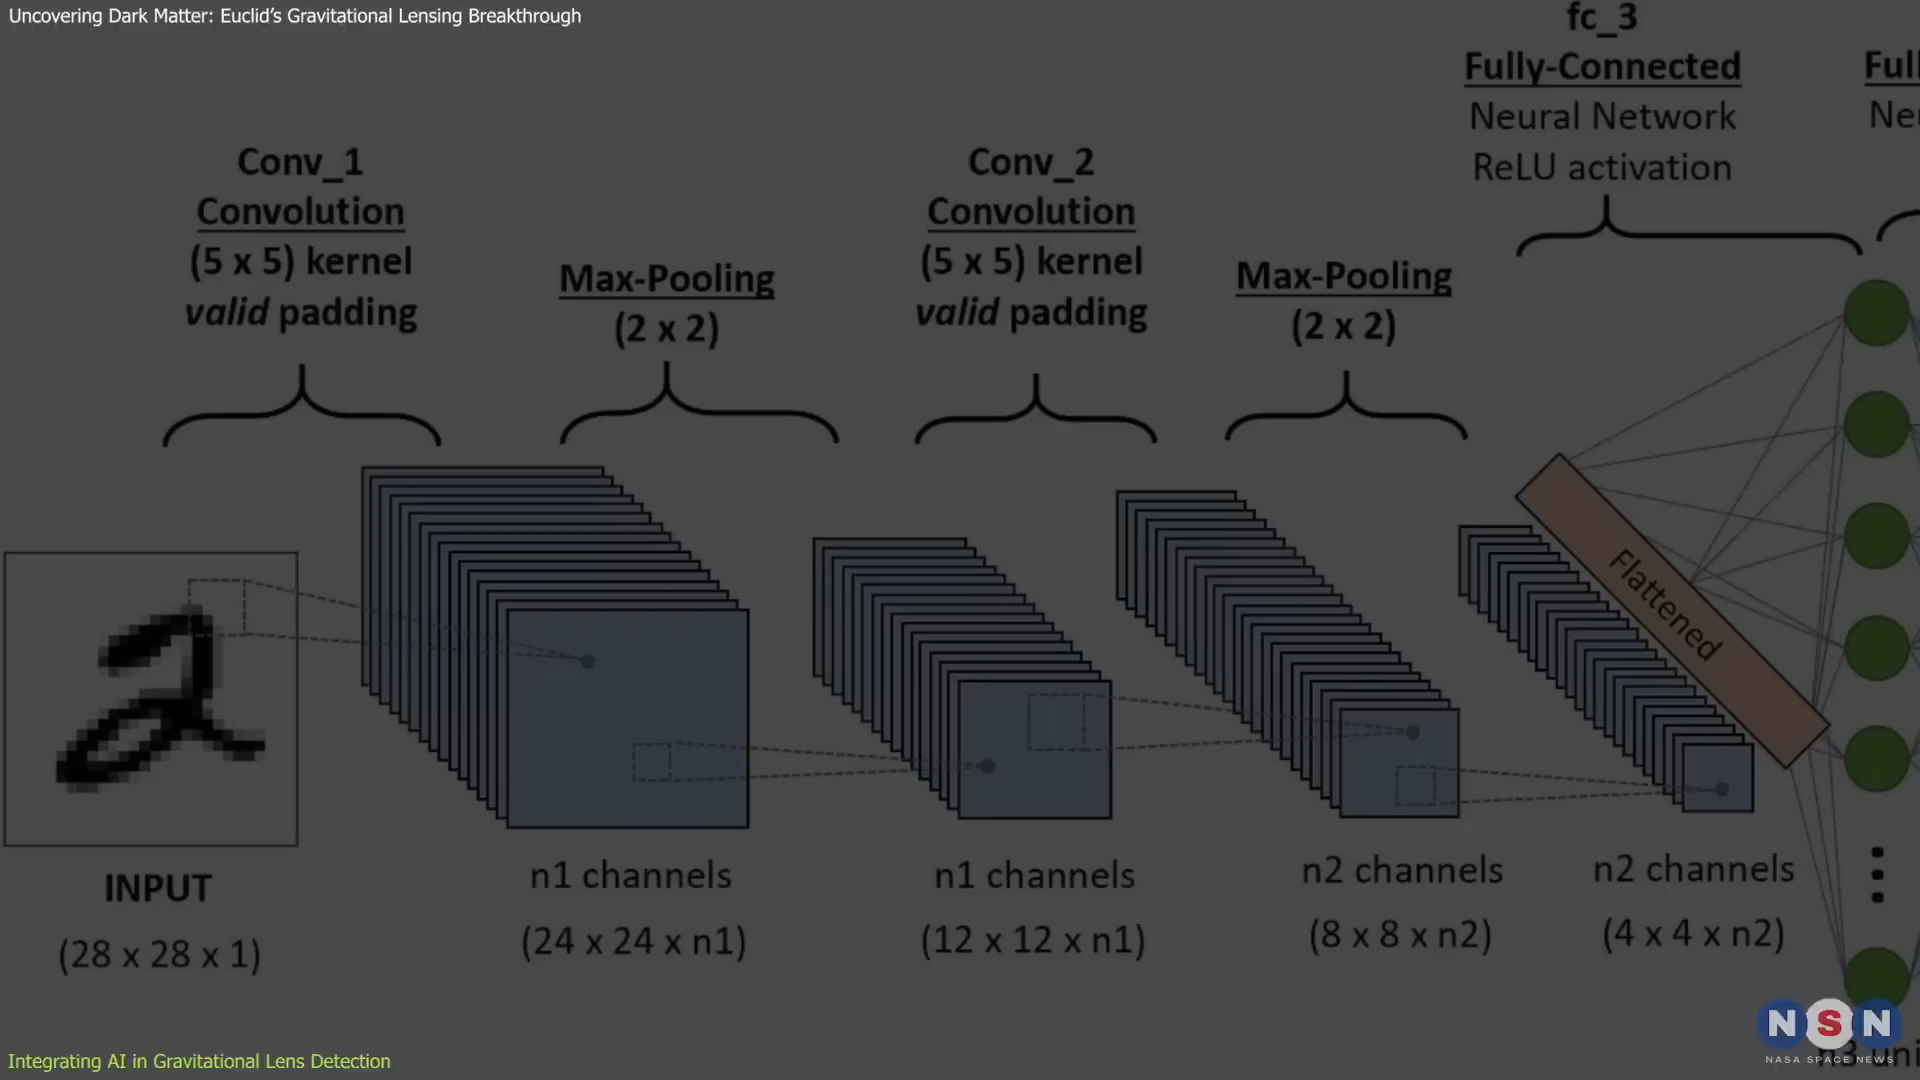 Uncovering Dark Matter: Euclid’s Gravitational Lensing Breakthrough
fc_3
Fully-Connected
Neural Network
ReLU activation
Conv_1
Convolution
(5 x 5) kernel
valid padding
Max-Pooling
(2 x 2)
Conv_2
Convolution
(5 x 5) kernel
valid padding
Max-Pooling
(2 x 2)
Flattened
INPUT
(28 x 28 x 1)
n1 channels
(24 x 24 x n1)
n1 channels
(12 x 12 x n1)
n2 channels
(8 x 8 x n2)
n2 channels
(4 x 4 x n2)
NSN
NASA SPACE NEWS
Integrating AI in Gravitational Lens Detection